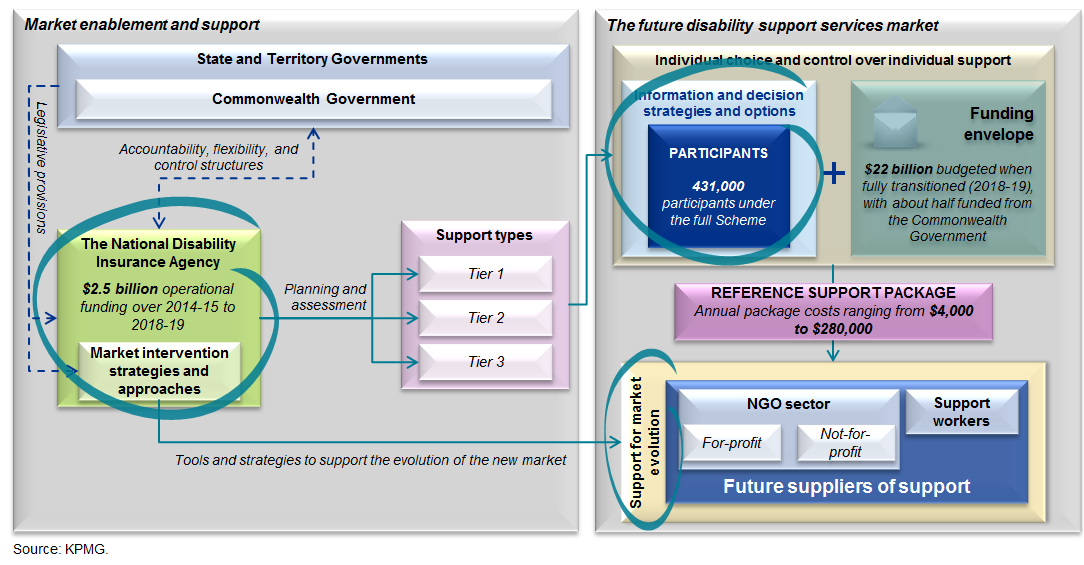 Market enablement and support
State and Territory Governments
Commonwealth Government
Legislative provisions
Accountability, flexibility, and
control structures
The National Disability
Insurance Agency
$2.5 billion operational
funding over 2014-15 to
2018-19
Market intervention
strategies and
approaches
Planning and
assessment
Support types
Tier 1
Tier 2
Tier 3
Tools and strategies to support the evolution of the new market
The future disability support services market
Individual choice and control over individual support
Information and decision
strategies and options
PARTICIPANTS
431,000
participants under
the full Scheme
+
Funding
envelope
$22 billion budgeted when
fully transitioned (2018-19),
with about half funded from
the Commonwealth
Government
REFERENCE SUPPORT PACKAGE
Annual package costs ranging from $4,000
to $280,000
Support for market
evolution
NGO sector
For-profit
Not-for-
profit
Support
workers
Future suppliers of support
Source: KPMG.